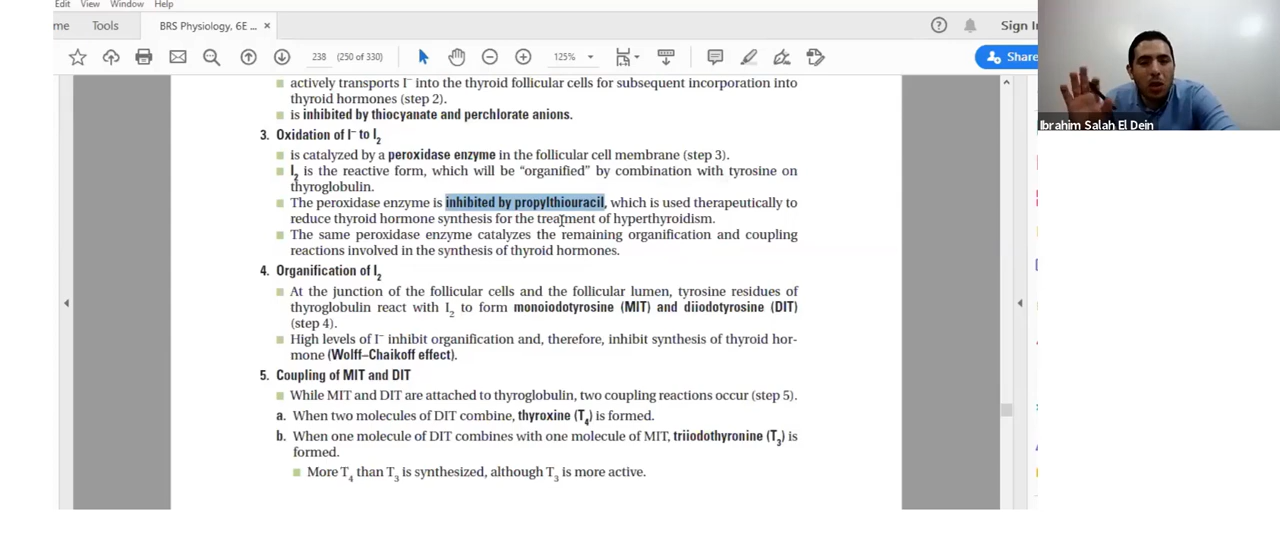 Edit View Window Help
me Tools BRS Physiology, 6E ... × Sign In
238 (250 of 330) 125% Share
actively transports I⁻ into the thyroid follicular cells for subsequent incorporation into
thyroid hormones (step 2).
■ is inhibited by thiocyanate and perchlorate anions.
3. Oxidation of I⁻ to I₂
■ is catalyzed by a peroxidase enzyme in the follicular cell membrane (step 3).
■ I₂ is the reactive form, which will be “organified” by combination with tyrosine on
thyroglobulin.
■ The peroxidase enzyme is inhibited by propylthiouracil, which is used therapeutically to
reduce thyroid hormone synthesis for the treatment of hyperthyroidism.
■ The same peroxidase enzyme catalyzes the remaining organification and coupling
reactions involved in the synthesis of thyroid hormones.
4. Organification of I₂
■ At the junction of the follicular cells and the follicular lumen, tyrosine residues of
thyroglobulin react with I₂ to form monoiodotyrosine (MIT) and diiodotyrosine (DIT)
(step 4).
■ High levels of I⁻ inhibit organification and, therefore, inhibit synthesis of thyroid hor-
mone (Wolff–Chaikoff effect).
5. Coupling of MIT and DIT
■ While MIT and DIT are attached to thyroglobulin, two coupling reactions occur (step 5).
a. When two molecules of DIT combine, thyroxine (T₄) is formed.
b. When one molecule of DIT combines with one molecule of MIT, triiodothyronine (T₃) is
formed.
■ More T₄ than T₃ is synthesized, although T₃ is more active.
Ibrahim Salah El Dein